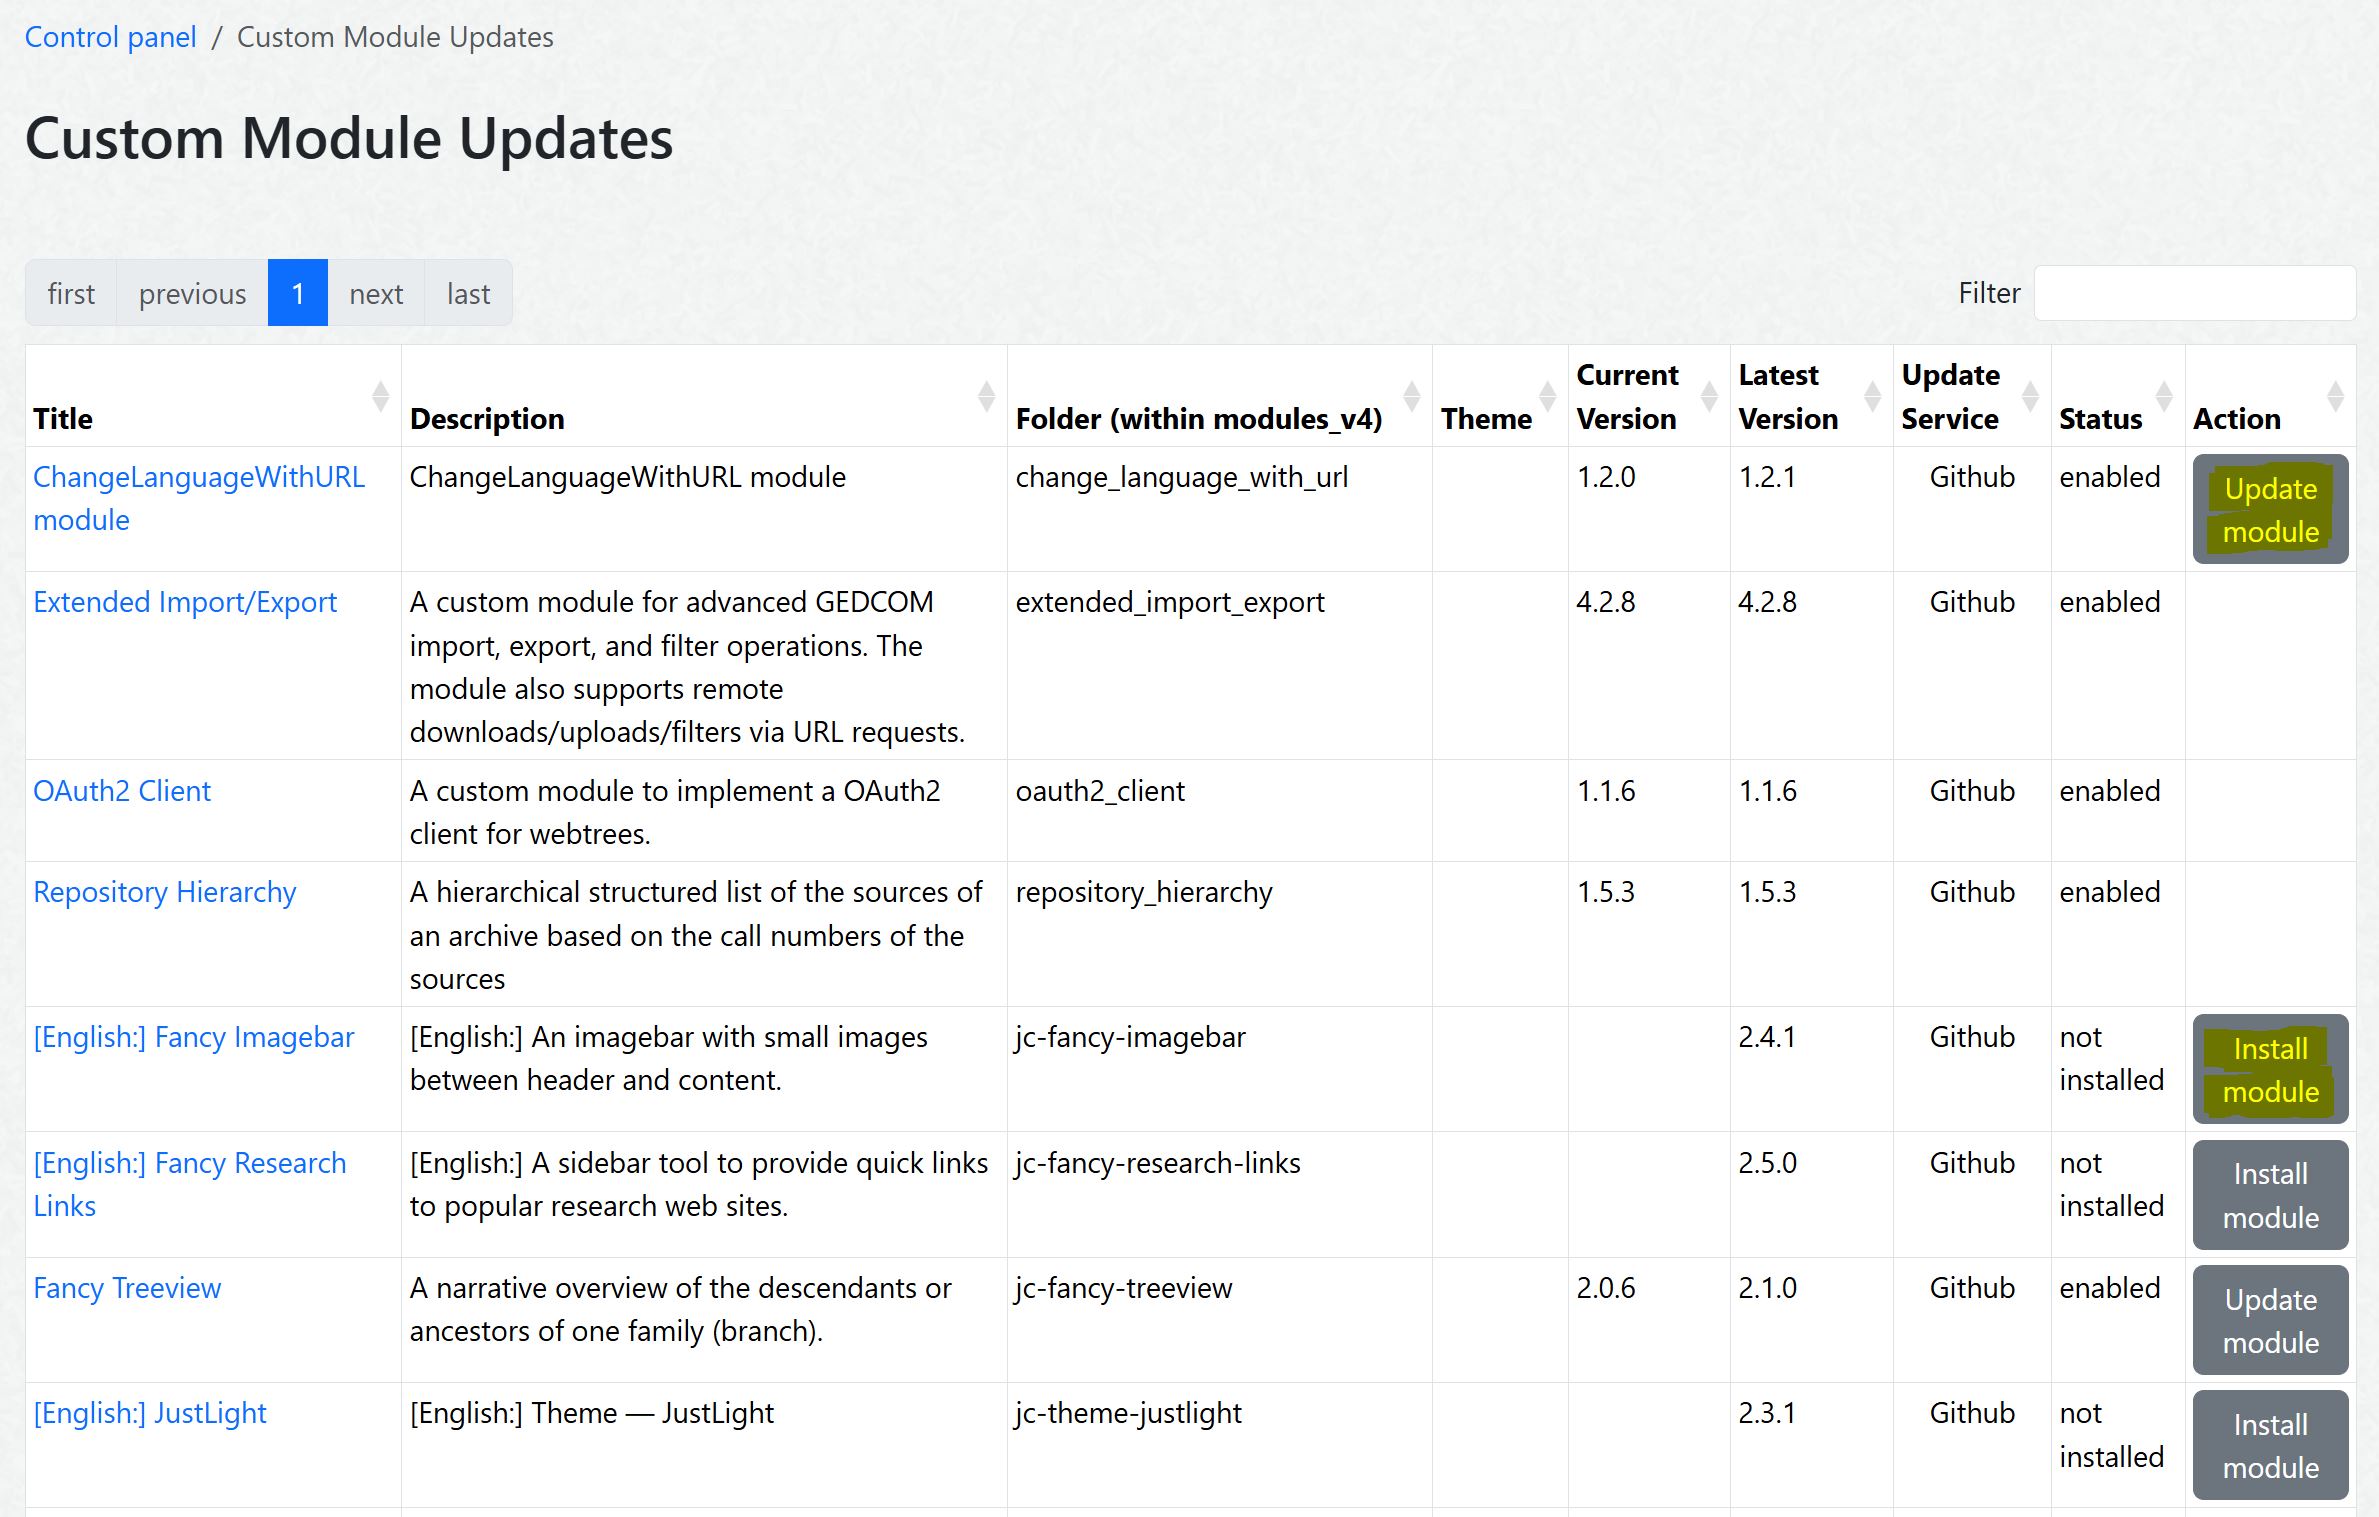 Control panel / Custom Module Updates
Custom Module Updates
first previous 1 next last
Filter
Title Description Folder (within modules_v4) Theme Current Version Latest Version Update Service Status Action
ChangeLanguageWithURL module
ChangeLanguageWithURL module
change_language_with_url
1.2.0
1.2.1
Github
enabled
Update
module
Extended Import/Export
A custom module for advanced GEDCOM
import, export, and filter operations. The
module also supports remote
downloads/uploads/filters via URL requests.
extended_import_export
4.2.8
4.2.8
Github
enabled
OAuth2 Client
A custom module to implement a OAuth2
client for webtrees.
oauth2_client
1.1.6
1.1.6
Github
enabled
Repository Hierarchy
A hierarchical structured list of the sources of
an archive based on the call numbers of the
sources
repository_hierarchy
1.5.3
1.5.3
Github
enabled
[English:] Fancy Imagebar
[English:] An imagebar with small images
between header and content.
jc-fancy-imagebar
2.4.1
Github
not
installed
Install
module
[English:] Fancy Research
Links
[English:] A sidebar tool to provide quick links
to popular research web sites.
jc-fancy-research-links
2.5.0
Github
not
installed
Install
module
Fancy Treeview
A narrative overview of the descendants or
ancestors of one family (branch).
jc-fancy-treeview
2.0.6
2.1.0
Github
enabled
Update
module
[English:] JustLight
[English:] Theme — JustLight
jc-theme-justlight
2.3.1
Github
not
installed
Install
module